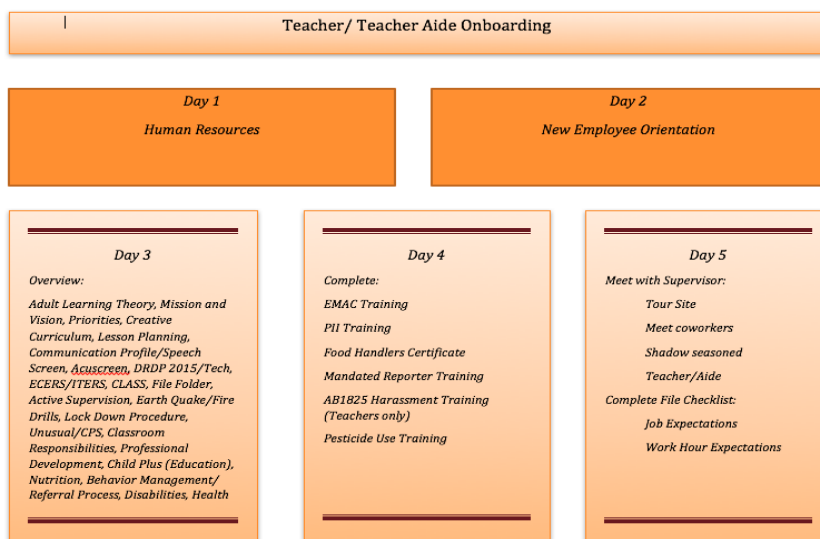 Teacher/ Teacher Aide Onboarding
Day 1
Human Resources
Day 2
New Employee Orientation
Day 3
Overview:
Adult Learning Theory, Mission and
Vision, Priorities, Creative
Curriculum, Lesson Planning,
Communication Profile/Speech
Screen, Acuscreen, DRDP 2015/Tech,
ECERS/ITERS, CLASS, File Folder,
Active Supervision, Earth Quake/Fire
Drills, Lock Down Procedure,
Unusual/CPS, Classroom
Responsibilities, Professional
Development, Child Plus (Education),
Nutrition, Behavior Management/
Referral Process, Disabilities, Health
Day 4
Complete:
EMAC Training
PII Training
Food Handlers Certificate
Mandated Reporter Training
AB1825 Harassment Training
(Teachers only)
Pesticide Use Training
Day 5
Meet with Supervisor:
Tour Site
Meet coworkers
Shadow seasoned
Teacher/Aide
Complete File Checklist:
Job Expectations
Work Hour Expectations